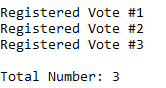 Registered Vote #1
Registered Vote #2
Registered Vote #3
Total Number: 3